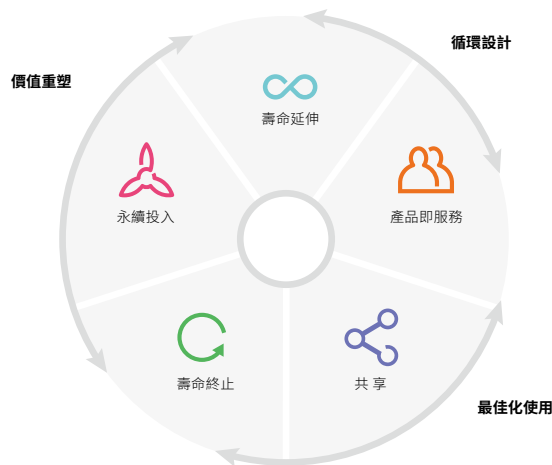 循環設計
價值重塑
壽命延伸
永續投入
產品即服務
壽命終止
共享
最佳化使用